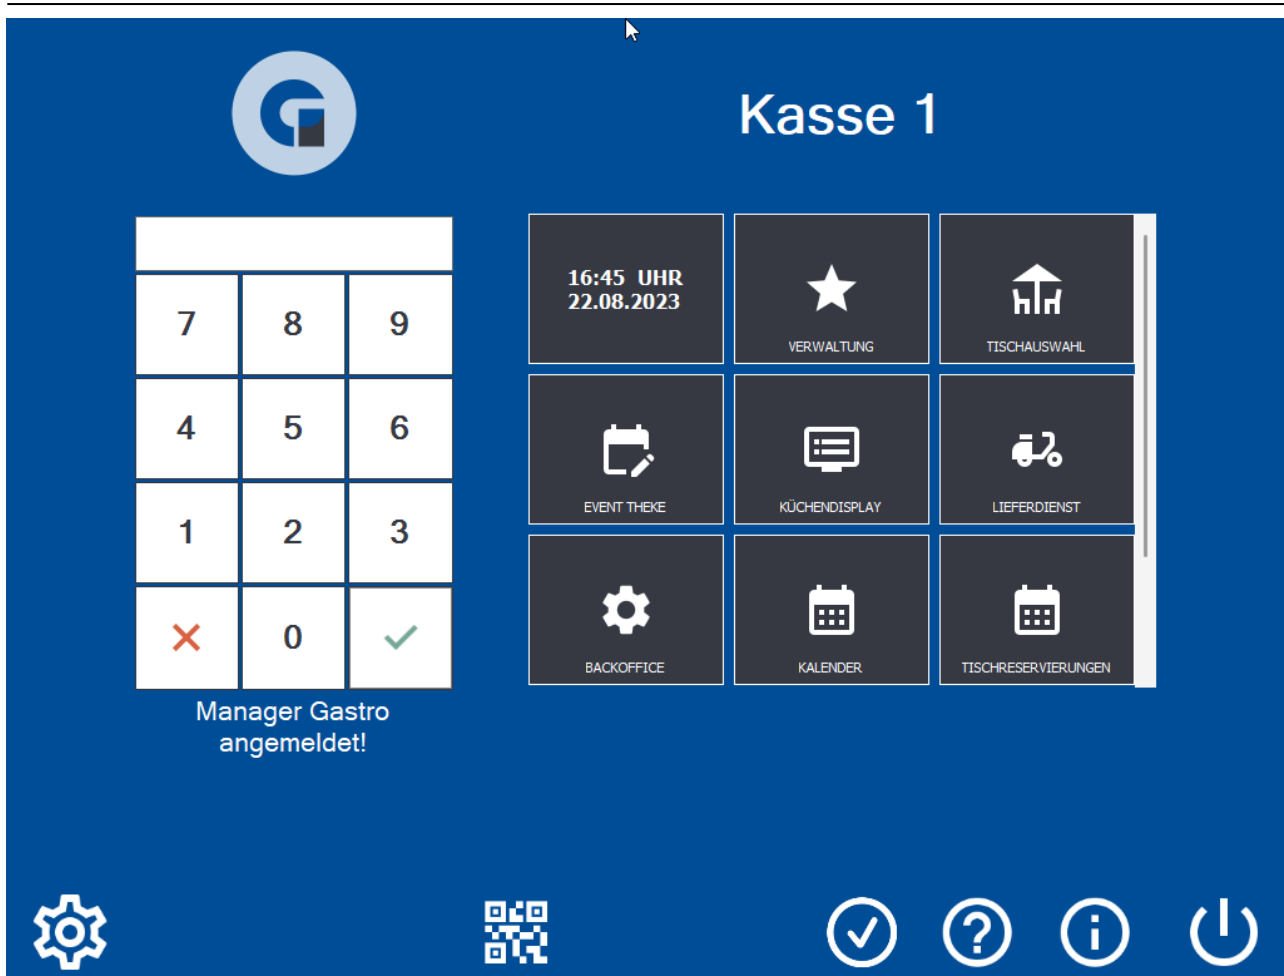 Kasse 1
7 8 9
4 5 6
1 2 3
0
Manager Gastro
angemeldet!
16:45 UHR
22.08.2023
VERWALTUNG
TISCHAUSWAHL
EVENT THEKE
KÜCHENDISPLAY
LIEFERDIENST
BACKOFFICE
KALENDER
TISCHRESERVIERUNGEN